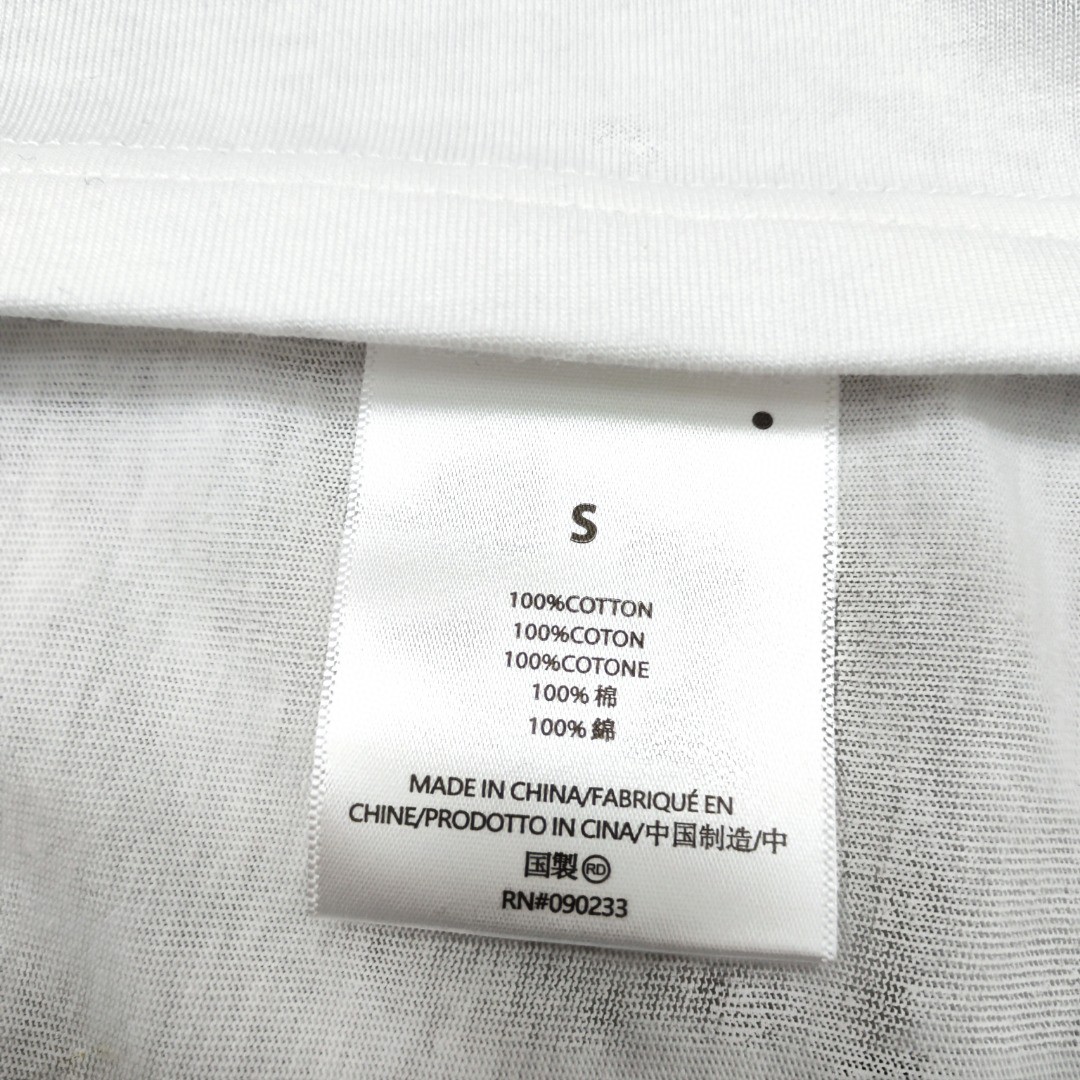 S
100%COTTON
100%COTON
100%COTONE
100% 棉
100% 綿
MADE IN CHINA/FABRIQUÉ EN
CHINE/PRODOTTO IN CINA/中国制造/中
国製 RD
RN#090233